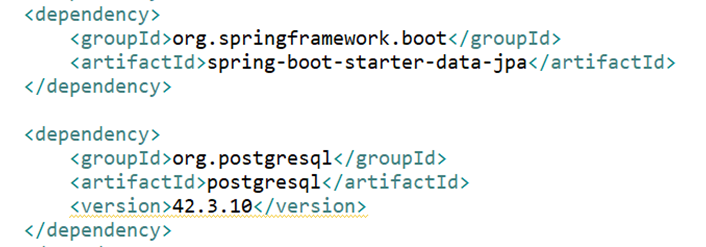 <dependency>
<groupId>org.springframework.boot</groupId>
<artifactId>spring-boot-starter-data-jpa</artifactId>
</dependency>
<dependency>
<groupId>org.postgresql</groupId>
<artifactId>postgresql</artifactId>
<version>42.3.10</version>
</dependency>